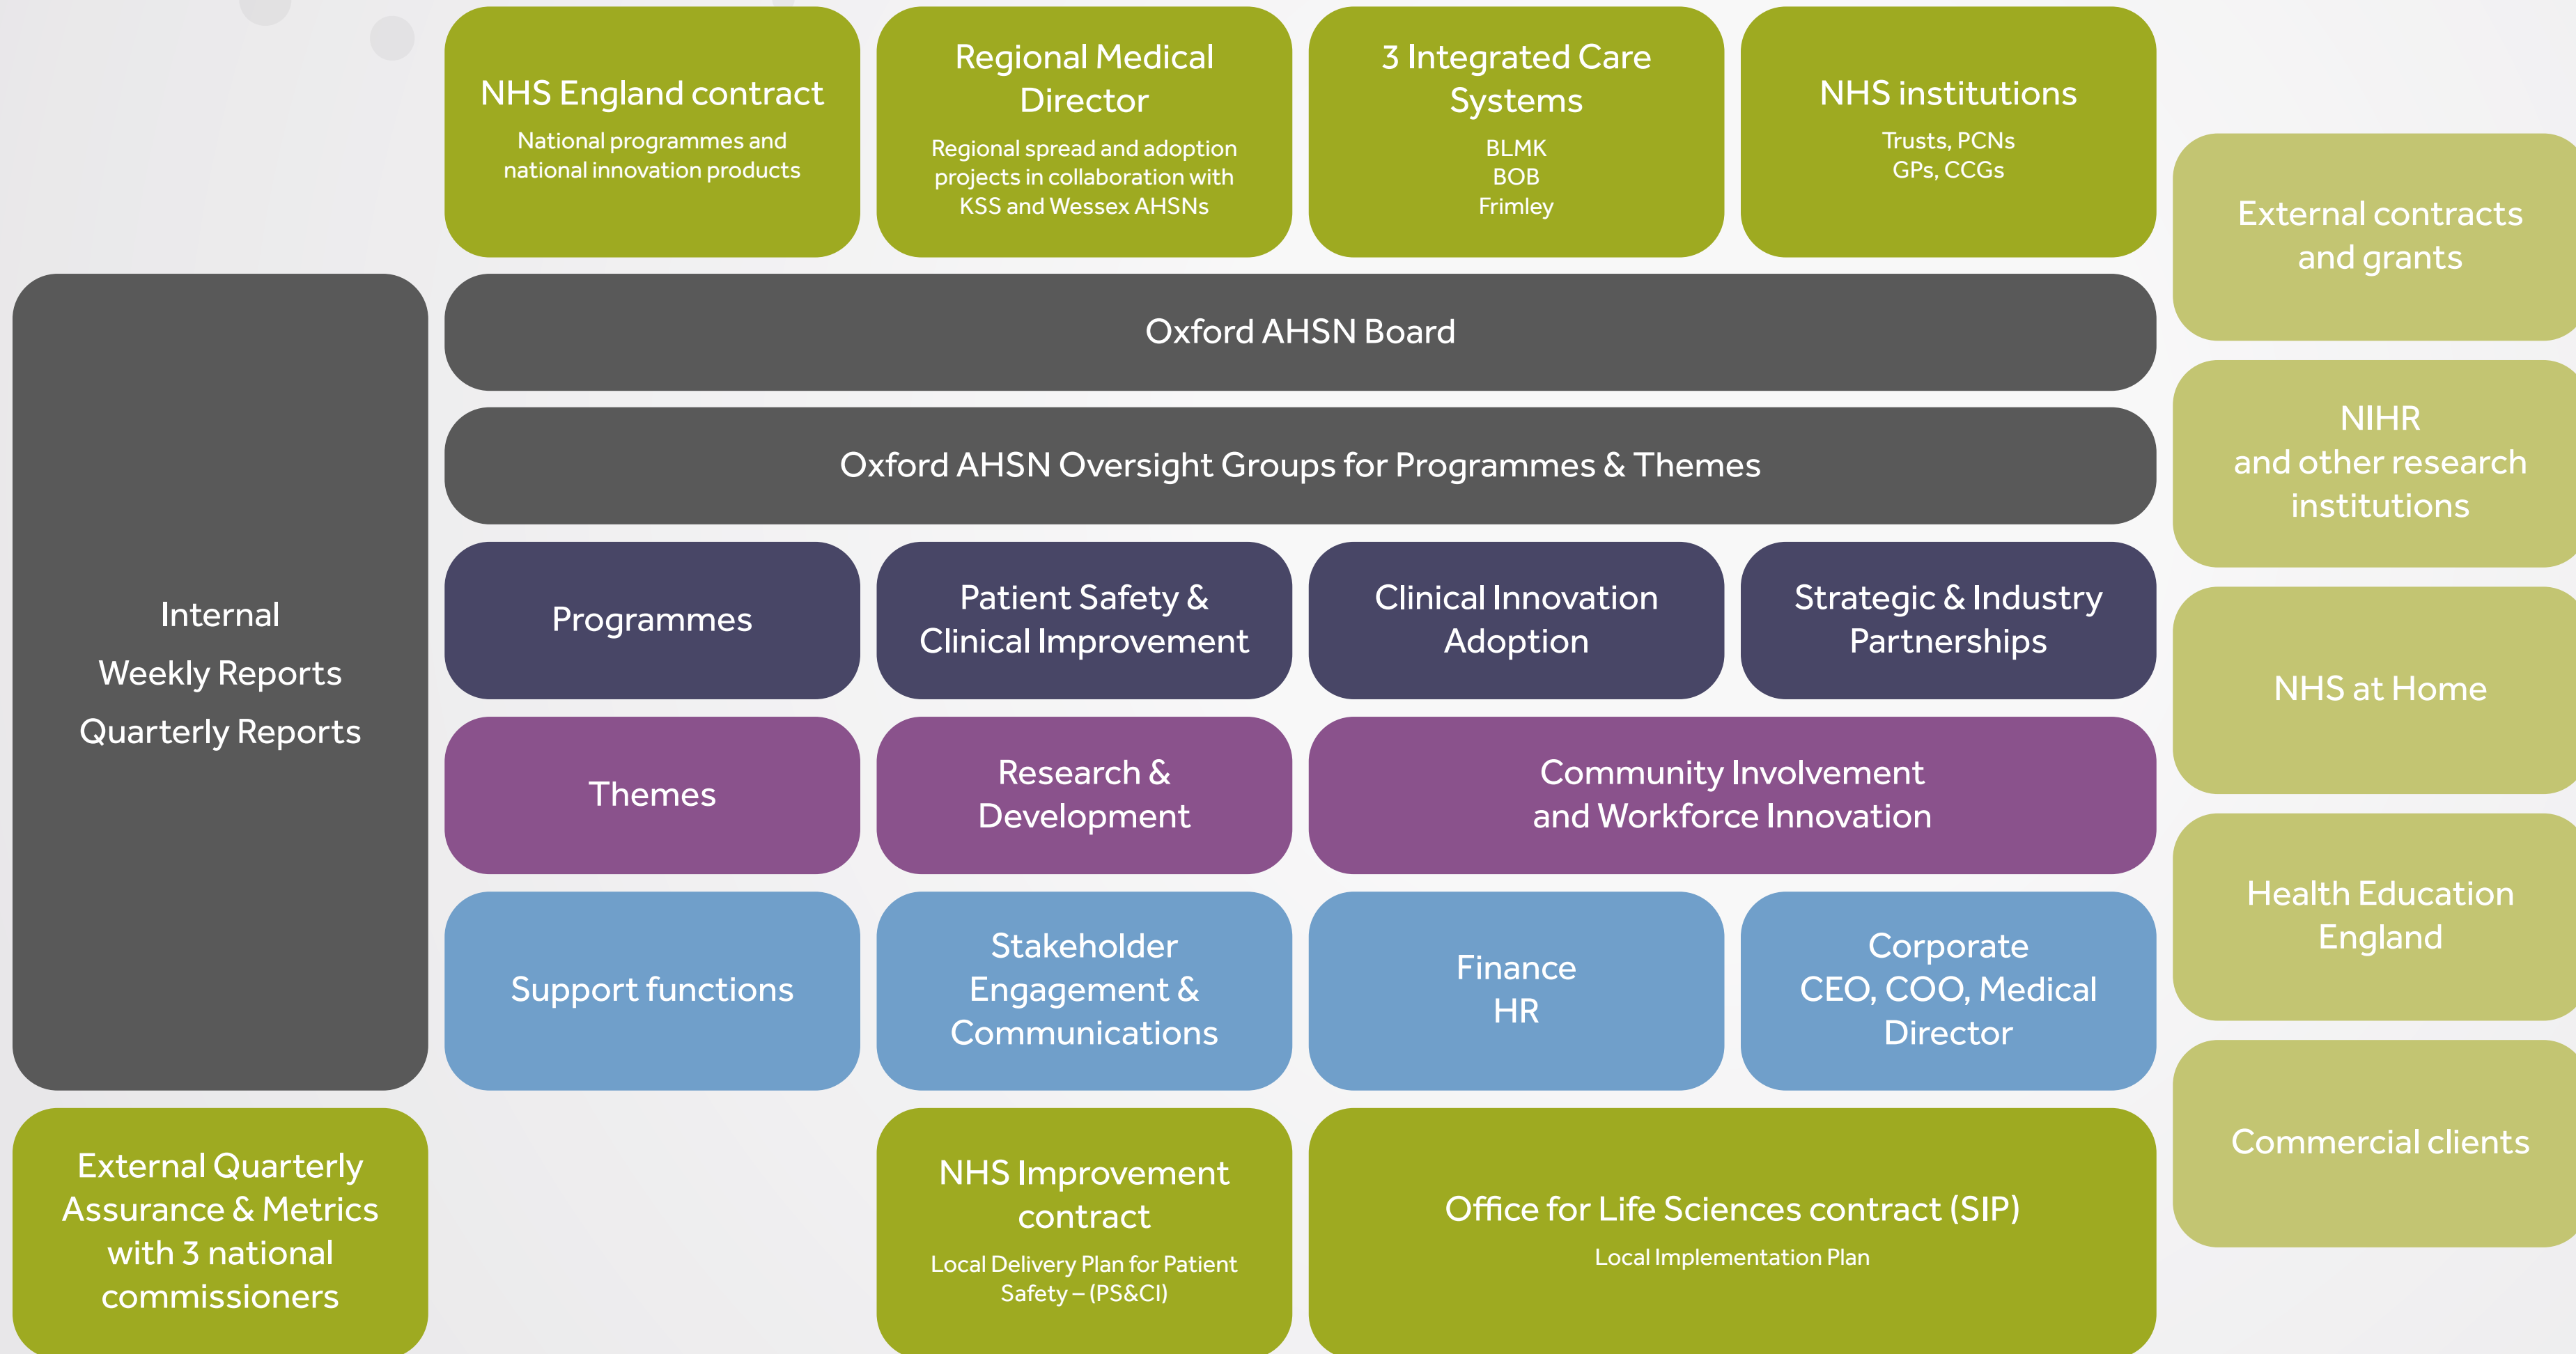 NHS England contract
National programmes and
national innovation products
Regional Medical
Director
Regional spread and adoption
projects in collaboration with
KSS and Wessex AHSNs
3 Integrated Care
Systems
BLMK
BOB
Frimley
NHS institutions
Trusts, PCNs
GPs, CCGs
External contracts
and grants
NIHR
and other research
institutions
NHS at Home
Health Education
England
Commercial clients
Internal
Weekly Reports
Quarterly Reports
Oxford AHSN Board
Oxford AHSN Oversight Groups for Programmes & Themes
Programmes
Patient Safety &
Clinical Improvement
Clinical Innovation
Adoption
Strategic & Industry
Partnerships
Themes
Research &
Development
Community Involvement
and Workforce Innovation
Support functions
Stakeholder
Engagement &
Communications
Finance
HR
Corporate
CEO, COO, Medical
Director
External Quarterly
Assurance & Metrics
with 3 national
commissioners
NHS Improvement
contract
Local Delivery Plan for Patient
Safety – (PS&CI)
Office for Life Sciences contract (SIP)
Local Implementation Plan